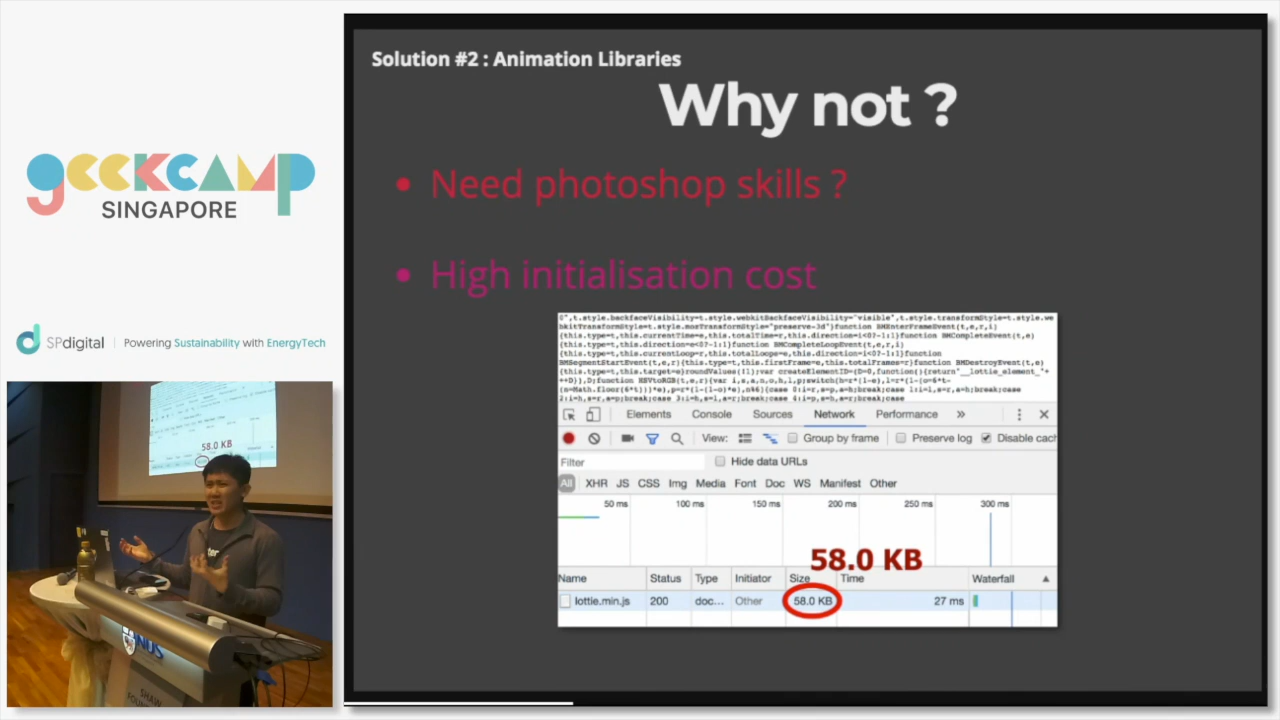 Solution #2 : Animation Libraries
Why not ?
geekcamp
SINGAPORE
• Need photoshop skills ?
• High initialisation cost
SPdigital | Powering Sustainability with EnergyTech
Elements Console Sources Network Performance »
View: Group by frame Preserve log Disable cach
Filter Hide data URLs
All XHR JS CSS Img Media Font Doc WS Manifest Other
50 ms 100 ms 150 ms 200 ms 250 ms 300 ms
58.0 KB
Name Status Type Initiator Size Time Waterfall
lottie.min.js 200 doc... Other 58.0 KB 27 ms
58.0 KB
NUS
SHAW